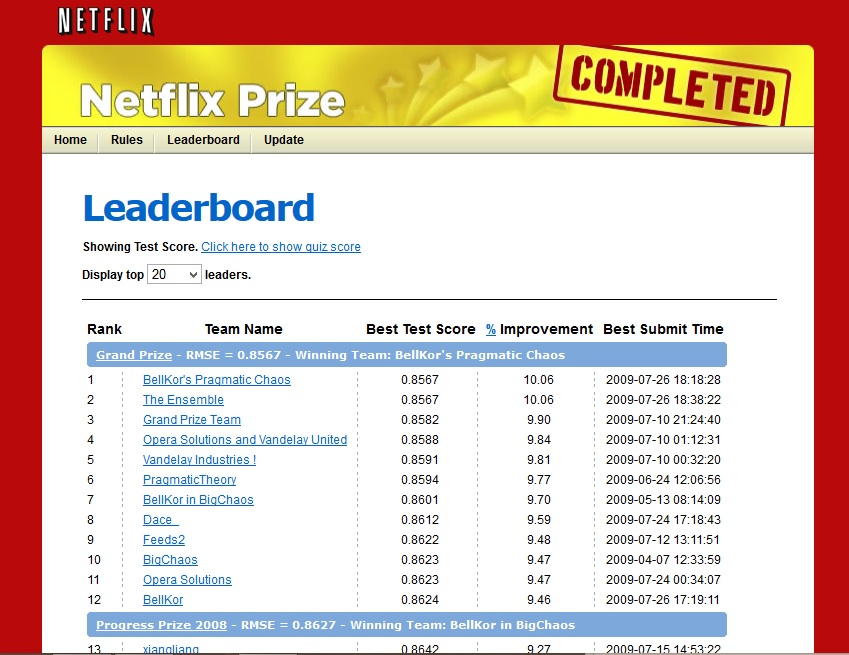 NETFLIX
Netflix Prize
COMPLETED
Home Rules Leaderboard Update
Leaderboard
Showing Test Score. Click here to show quiz score
Display top 20 leaders.
Rank Team Name Best Test Score % Improvement Best Submit Time
Grand Prize - RMSE = 0.8567 - Winning Team: BellKor's Pragmatic Chaos
1 BellKor's Pragmatic Chaos 0.8567 10.06 2009-07-26 18:18:28
2 The Ensemble 0.8567 10.06 2009-07-26 18:38:22
3 Grand Prize Team 0.8582 9.90 2009-07-10 21:24:40
4 Opera Solutions and Vandelay United 0.8588 9.84 2009-07-10 01:12:31
5 Vandelay Industries ! 0.8591 9.81 2009-07-10 00:32:20
6 PragmaticTheory 0.8594 9.77 2009-06-24 12:06:56
7 BellKor in BigChaos 0.8601 9.70 2009-05-13 08:14:09
8 Dace_ 0.8612 9.59 2009-07-24 17:18:43
9 Feeds2 0.8622 9.48 2009-07-12 13:11:51
10 BigChaos 0.8623 9.47 2009-04-07 12:33:59
11 Opera Solutions 0.8623 9.47 2009-07-24 00:34:07
12 BellKor 0.8624 9.46 2009-07-26 17:19:11
Progress Prize 2008 - RMSE = 0.8627 - Winning Team: BellKor in BigChaos
13 xiangliang 0.8642 9.27 2009-07-15 14:53:22